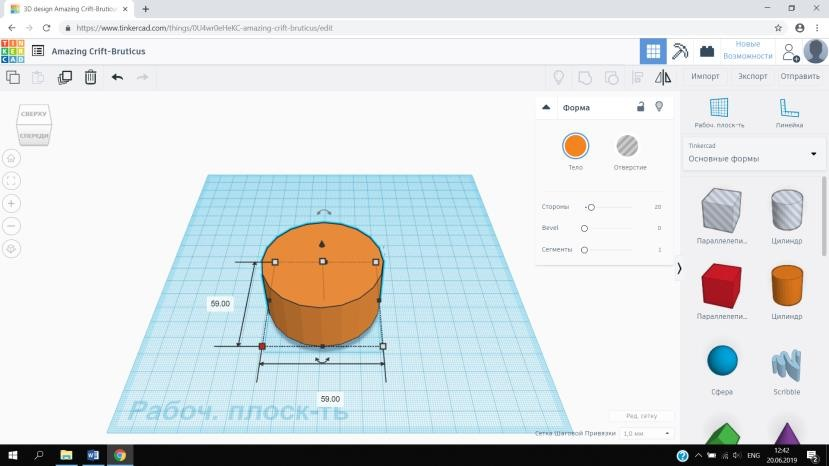 3D design Amazing Crift-Bruticus
https://www.tinkercad.com/things/0U4wr0eHeKC-amazing-crift-bruticus/edit
TIN
KER
CAD
Amazing Crift-Bruticus
Новые
Возможности
Импорт
Экспорт
Отправить
СВЕРХУ
СПЕРЕДИ
Форма
Тело
Отверстие
Стороны
20
Bevel
0
Сегменты
1
Рабоч. плоск-ть
Линейка
Tinkercad
Основные формы
Параллелепи...
Цилиндр
Параллелепи...
Цилиндр
Сфера
Scribble
59.00
59.00
Рабоч. плоск-ть
Ред. сетку
Сетка Шаговой Привязки
1,0 мм
ENG
12:42
20.06.2019
2